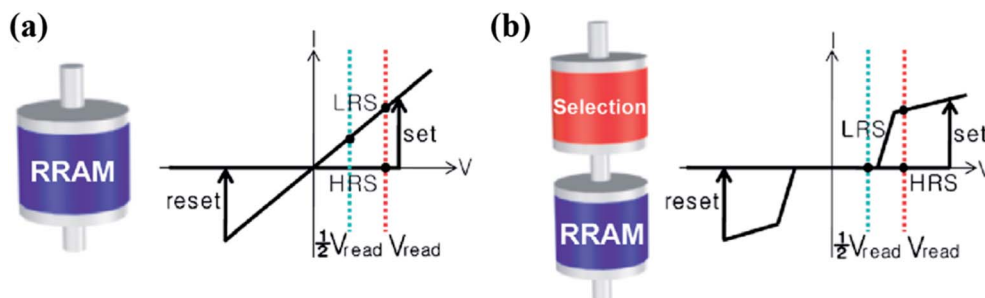 (a)
RRAM
I
LRS
set
V
HRS
reset
½Vread Vread
(b)
Selection
RRAM
I
LRS
set
V
HRS
reset
½Vread Vread